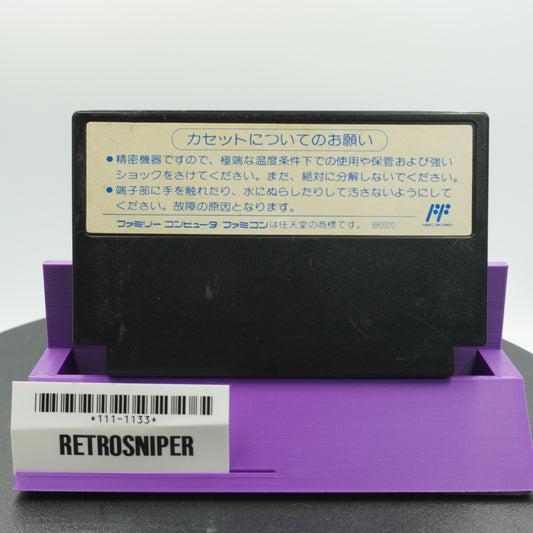 カセットについてのお願い
●精密機器ですので、極端な温度条件下での使用や保管および強い
ショックをさけてください。また、絶対に分解しないでください。
●端子部に手を触れたり、水にぬらしたりして汚さないようにして
ください。故障の原因となります。
ファミリーコンピュータ・ファミコンは任天堂の商標です。 880920
*111-1133*
RETROSNIPER